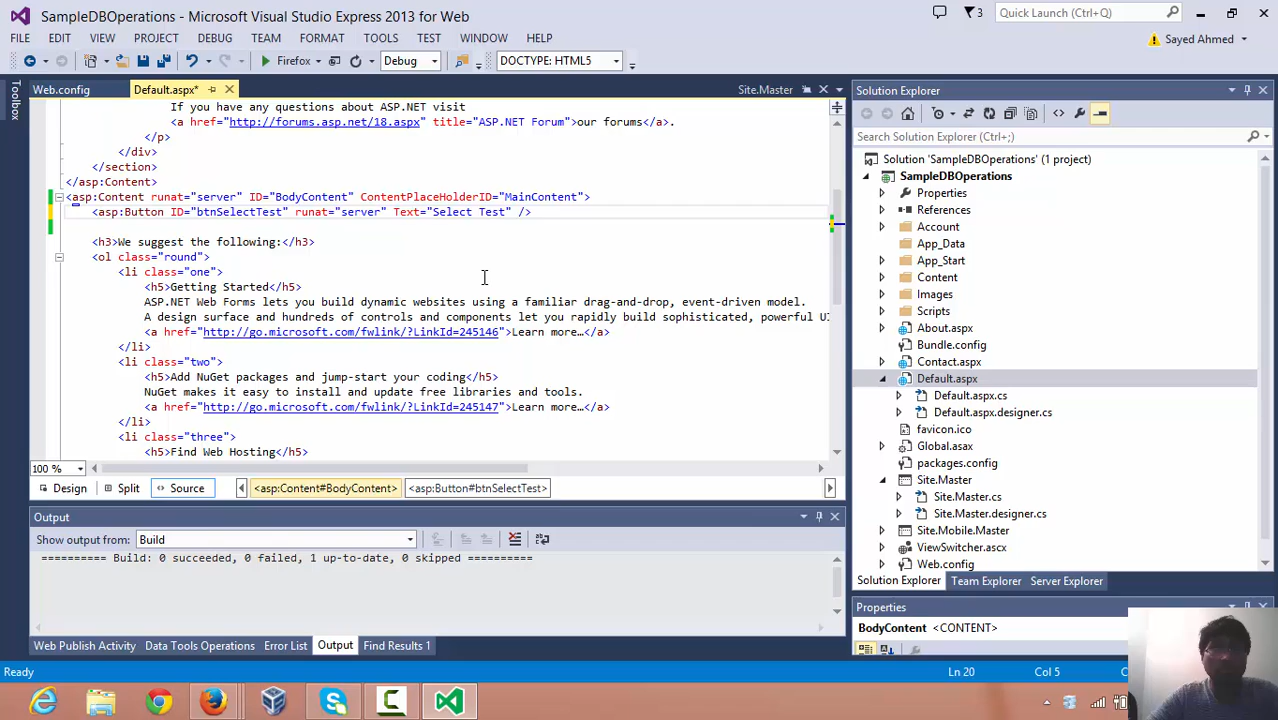 SampleDBOperations - Microsoft Visual Studio Express 2013 for Web
3
Quick Launch (Ctrl+Q)
FILE EDIT VIEW PROJECT DEBUG TEAM FORMAT TOOLS TEST WINDOW HELP
Sayed Ahmed
Firefox
Debug
DOCTYPE: HTML5
Toolbox
Web.config
Default.aspx*
Site.Master
If you have any questions about ASP.NET visit
<a href="http://forums.asp.net/18.aspx" title="ASP.NET Forum">our forums</a>.
</p>
</div>
</section>
</asp:Content>
<asp:Content runat="server" ID="BodyContent" ContentPlaceHolderID="MainContent">
<asp:Button ID="btnSelectTest" runat="server" Text="Select Test" />
<h3>We suggest the following:</h3>
<ol class="round">
<li class="one">
<h5>Getting Started</h5>
ASP.NET Web Forms lets you build dynamic websites using a familiar drag-and-drop, event-driven model.
A design surface and hundreds of controls and components let you rapidly build sophisticated, powerful UI
<a href="http://go.microsoft.com/fwlink/?LinkId=245146">Learn more…</a>
</li>
<li class="two">
<h5>Add NuGet packages and jump-start your coding</h5>
NuGet makes it easy to install and update free libraries and tools.
<a href="http://go.microsoft.com/fwlink/?LinkId=245147">Learn more…</a>
</li>
<li class="three">
<h5>Find Web Hosting</h5>
100 %
Design
Split
Source
<asp:Content#BodyContent>
<asp:Button#btnSelectTest>
Output
Show output from: Build
========== Build: 0 succeeded, 0 failed, 1 up-to-date, 0 skipped ==========
Web Publish Activity
Data Tools Operations
Error List
Output
Find Results 1
Solution Explorer
Search Solution Explorer (Ctrl+;)
Solution 'SampleDBOperations' (1 project)
SampleDBOperations
Properties
References
Account
App_Data
App_Start
Content
Images
Scripts
About.aspx
Bundle.config
Contact.aspx
Default.aspx
Default.aspx.cs
Default.aspx.designer.cs
favicon.ico
Global.asax
packages.config
Site.Master
Site.Master.cs
Site.Master.designer.cs
Site.Mobile.Master
ViewSwitcher.ascx
Web.config
Solution Explorer
Team Explorer
Server Explorer
Properties
BodyContent <CONTENT>
Ready
Ln 20
Col 5